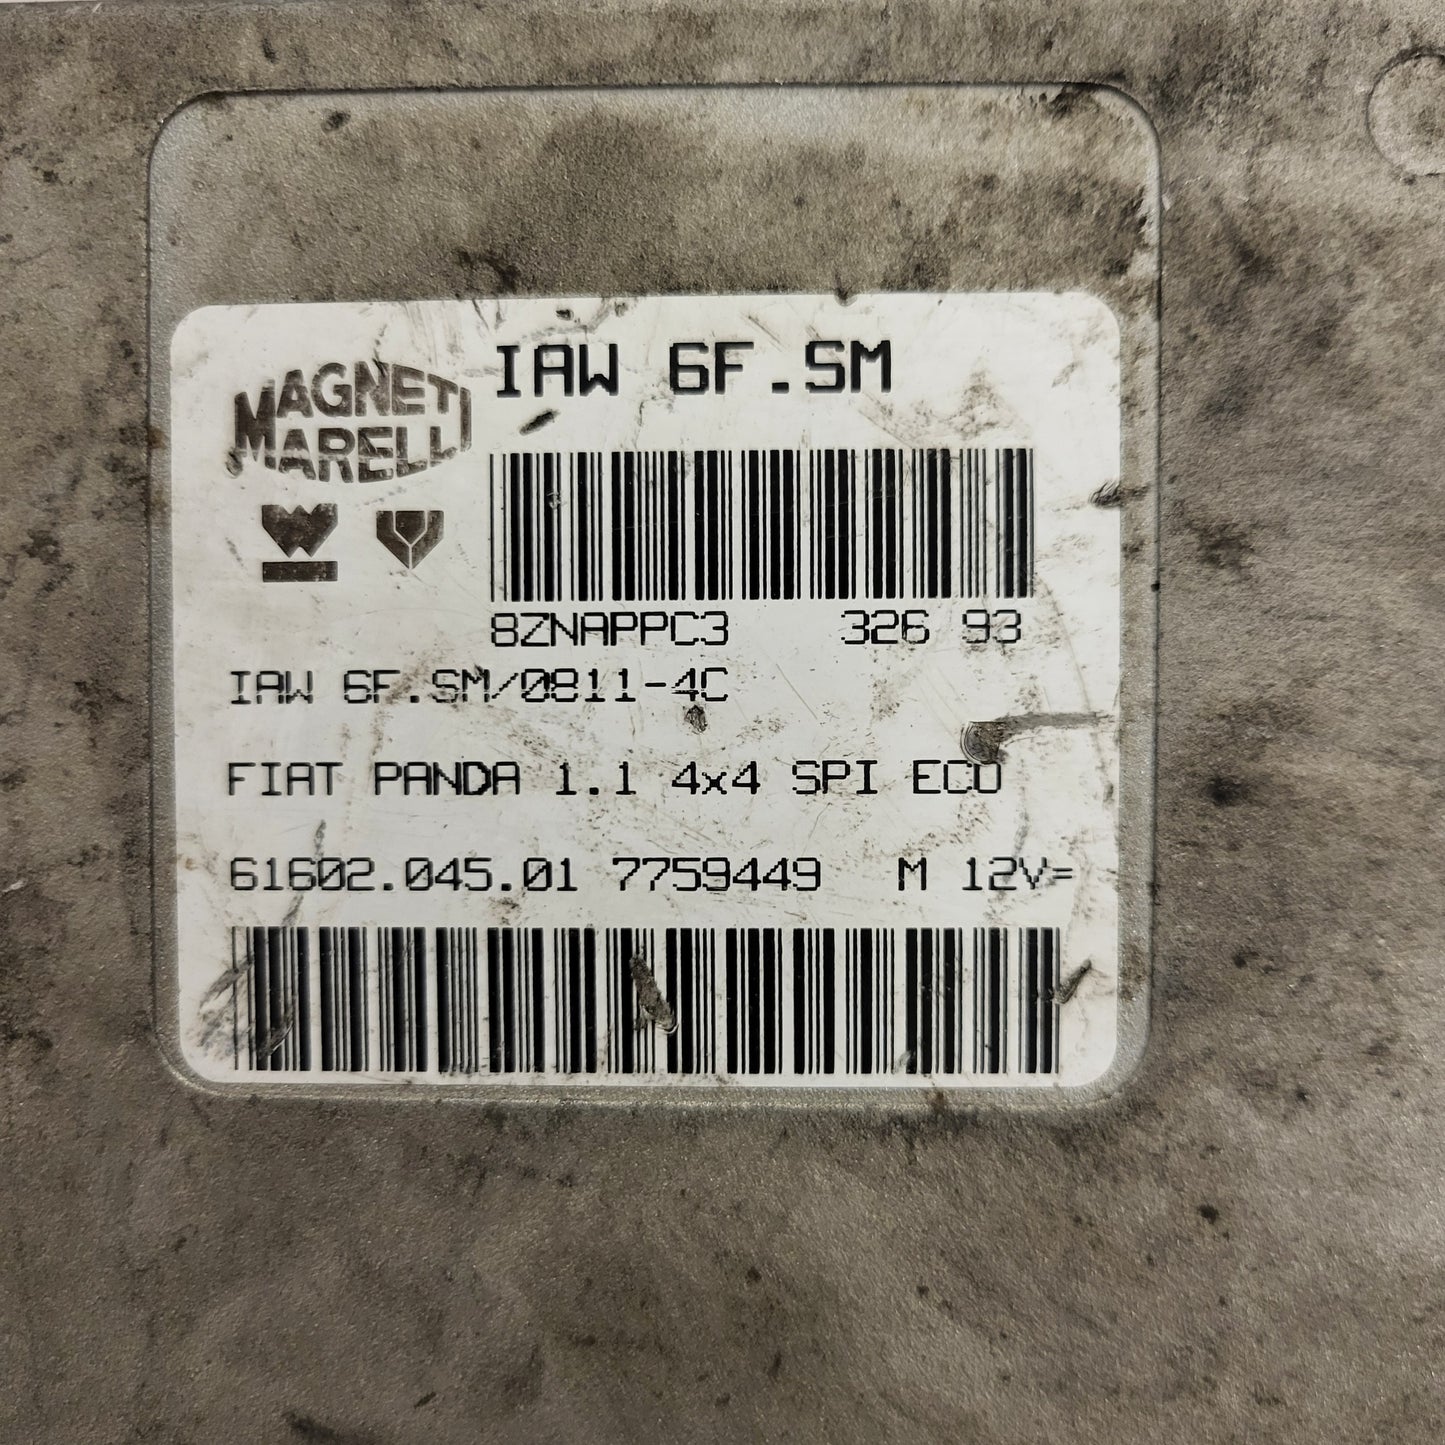 MAGNETI
MARELLI
IAW 6F.SM
8ZNAPPC3 326 93
IAW 6F.SM/0811-4C
FIAT PANDA 1.1 4x4 SPI ECO
61602.045.01 7759449 M 12V=